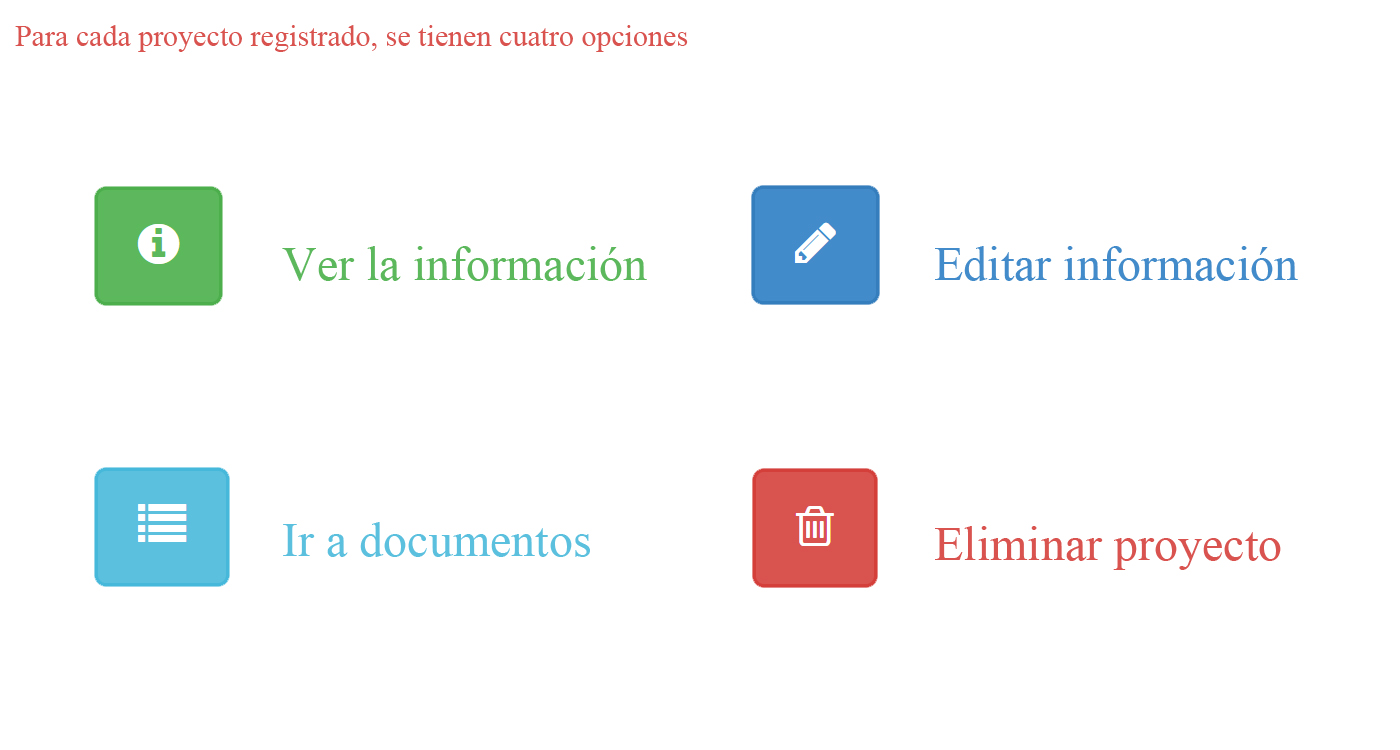 Para cada proyecto registrado, se tienen cuatro opciones
Ver la información
Editar información
Ir a documentos
Eliminar proyecto